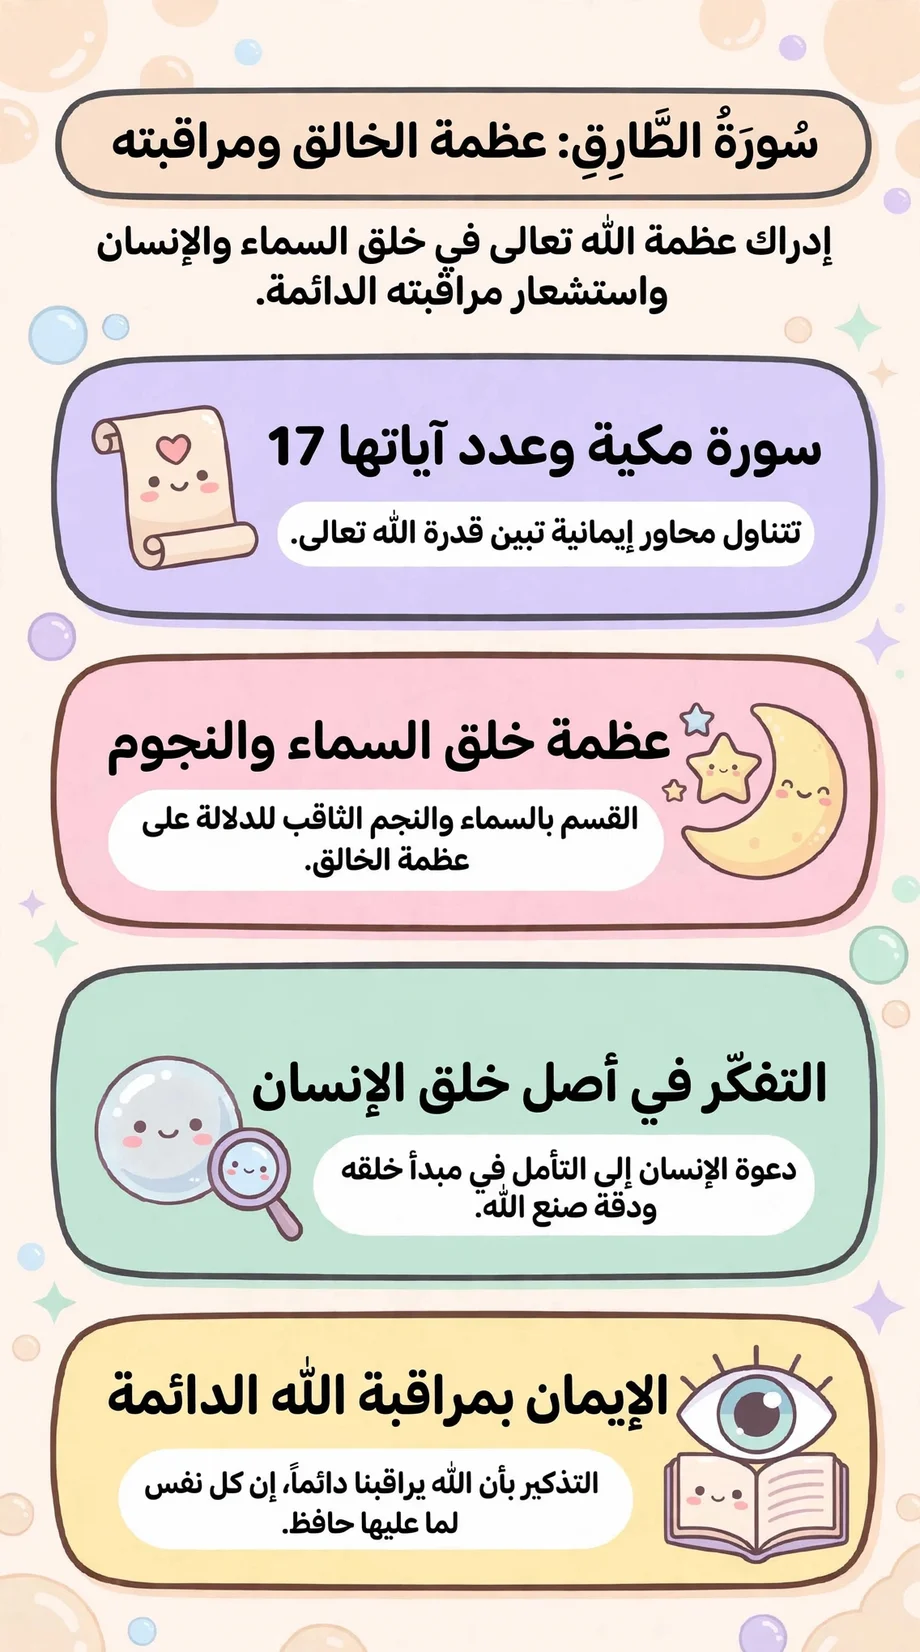 سُورَةُ الطَّارِقِ: عظمة الخالق ومراقبته
إدراك عظمة الله تعالى في خلق السماء والإنسان
واستشعار مراقبته الدائمة.
سورة مكية وعدد آياتها 17
تتناول محاور إيمانية تبين قدرة الله تعالى.
عظمة خلق السماء والنجوم
القسم بالسماء والنجم الثاقب للدلالة على
عظمة الخالق.
التفكّر في أصل خلق الإنسان
دعوة الإنسان إلى التأمل في مبدأ خلقه
ودقة صنع الله.
الإيمان بمراقبة الله الدائمة
التذكير بأن الله يراقبنا دائماً، إن كل نفس
لما عليها حافظ.